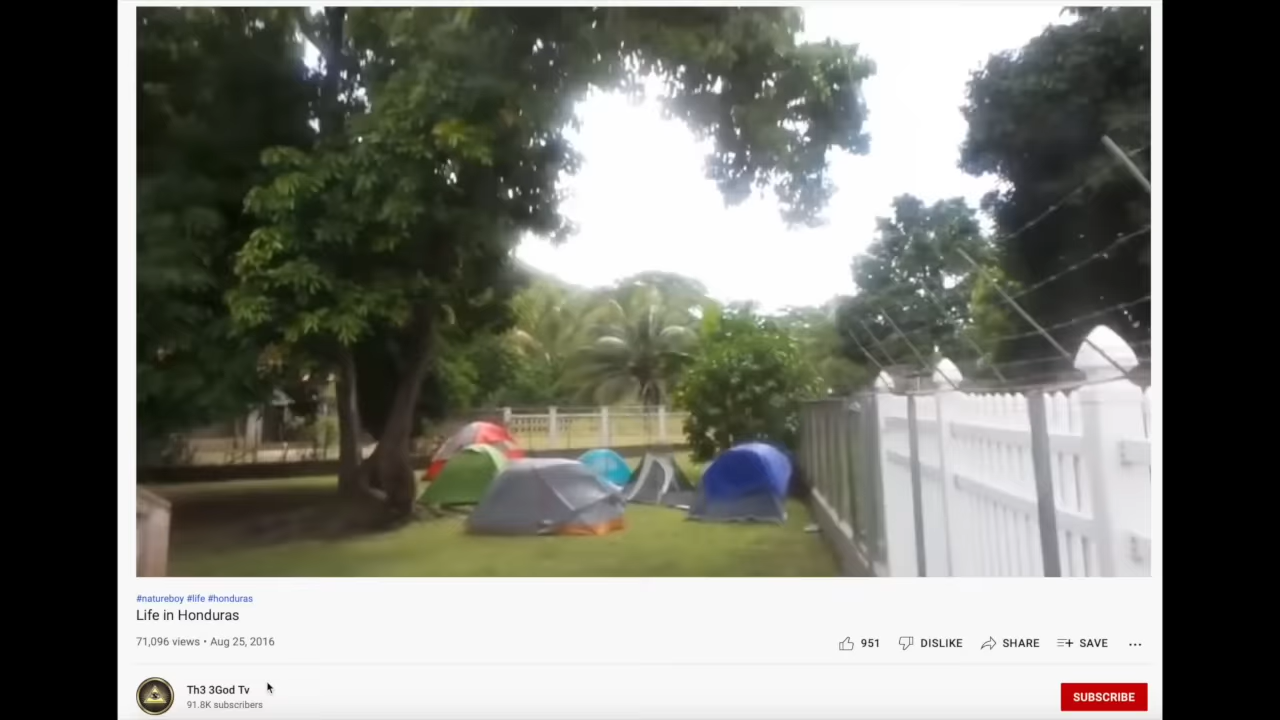 #natureboy #life #honduras
Life in Honduras
71,096 views • Aug 25, 2016
951 DISLIKE SHARE SAVE
Th3 3God Tv
91.8K subscribers
SUBSCRIBE